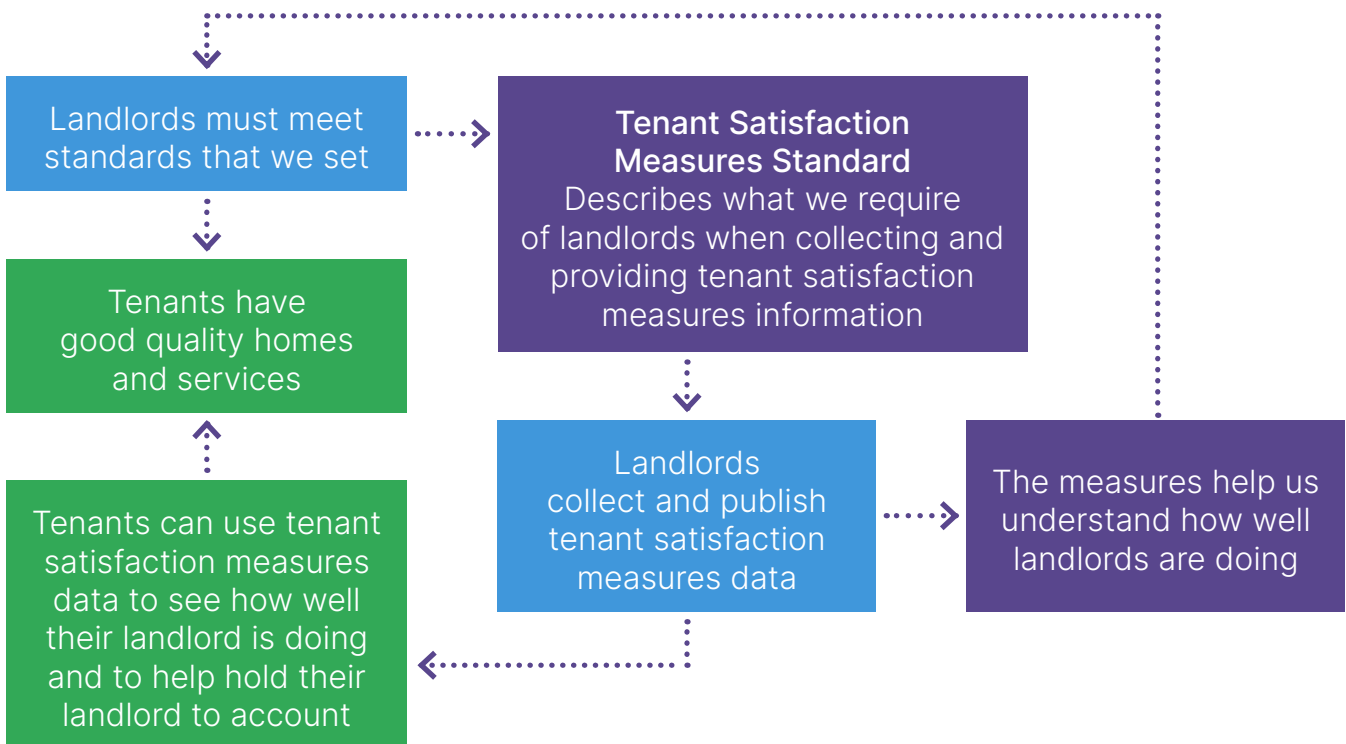 Landlords must meet
standards that we set
Tenant Satisfaction
Measures Standard
Describes what we require
of landlords when collecting and
providing tenant satisfaction
measures information
Tenants have
good quality homes
and services
Landlords
collect and publish
tenant satisfaction
measures data
The measures help us
understand how well
landlords are doing
Tenants can use tenant
satisfaction measures
data to see how well
their landlord is doing
and to help hold their
landlord to account